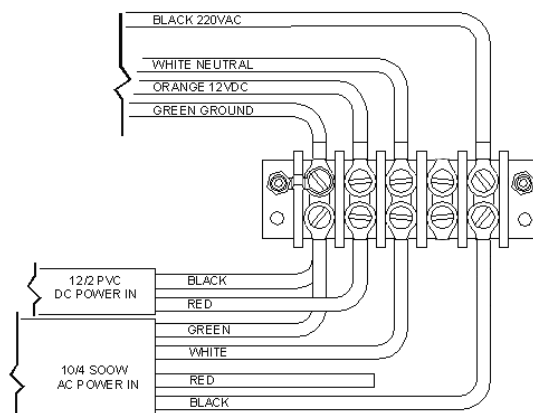 BLACK 220VAC
WHITE NEUTRAL
ORANGE 12VDC
GREEN GROUND
12/2 PVC
DC POWER IN
BLACK
RED
GREEN
WHITE
10/4 SOOW
AC POWER IN
RED
BLACK